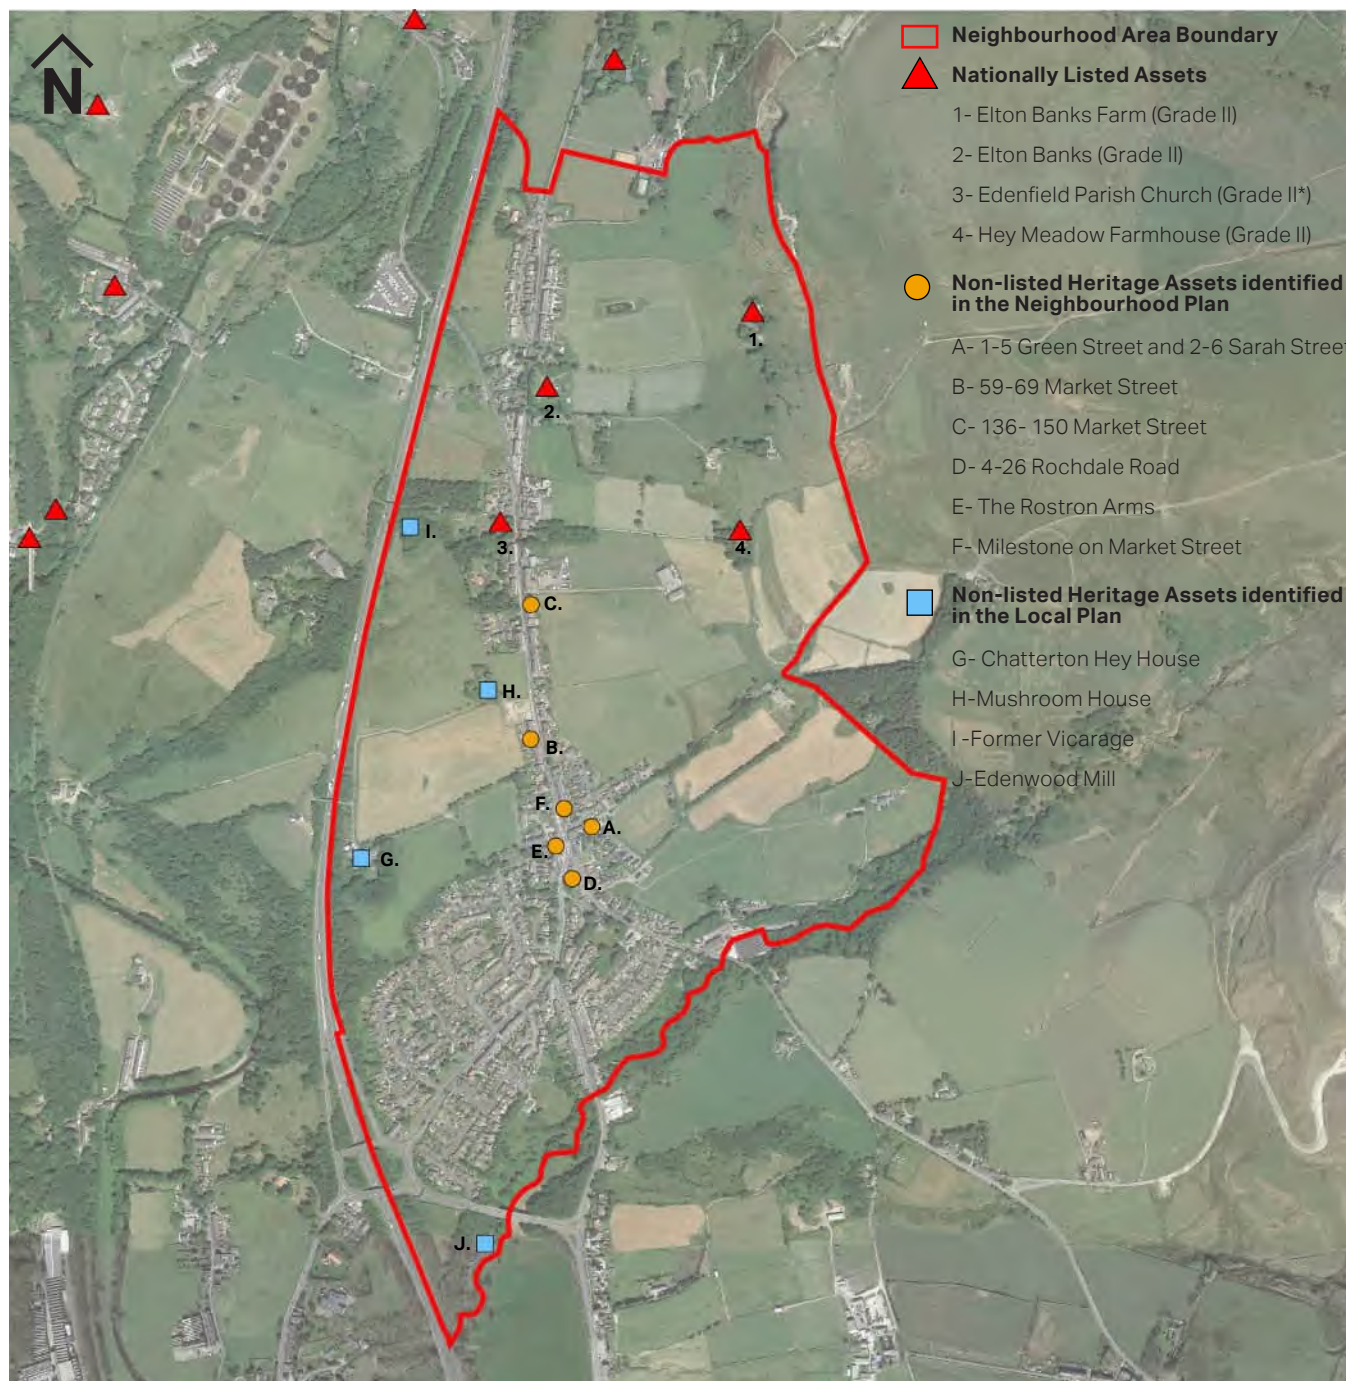 N
Neighbourhood Area Boundary
Nationally Listed Assets
1- Elton Banks Farm (Grade II)
2- Elton Banks (Grade II)
3- Edenfield Parish Church (Grade II*)
4- Hey Meadow Farmhouse (Grade II)
Non-listed Heritage Assets identified
in the Neighbourhood Plan
A- 1-5 Green Street and 2-6 Sarah Street
B- 59-69 Market Street
C- 136- 150 Market Street
D- 4-26 Rochdale Road
E- The Rostron Arms
F- Milestone on Market Street
Non-listed Heritage Assets identified
in the Local Plan
G- Chatterton Hey House
H-Mushroom House
I -Former Vicarage
J-Edenwood Mill
1.
2.
I.
3.
4.
C.
H.
B.
F.
A.
E.
G.
D.
J.